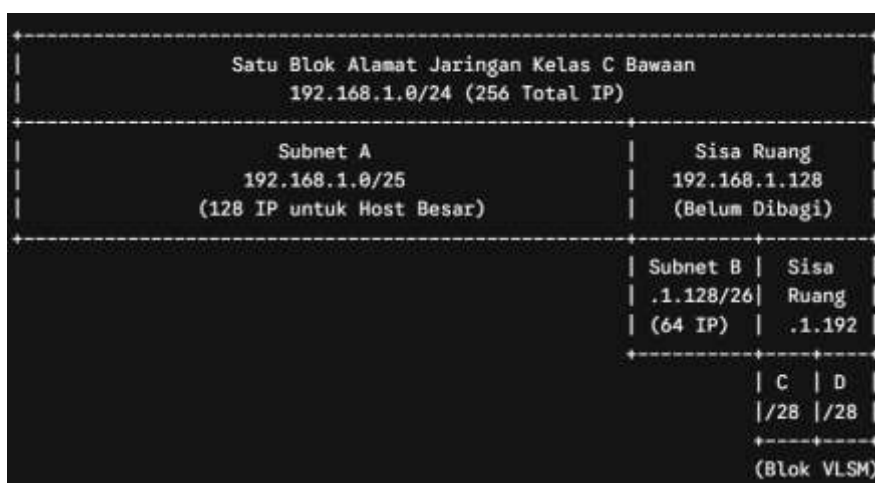 Satu Blok Alamat Jaringan Kelas C Bawaan
192.168.1.0/24 (256 Total IP)
Subnet A
192.168.1.0/25
(128 IP untuk Host Besar)
Sisa Ruang
192.168.1.128
(Belum Dibagi)
Subnet B
.1.128/26
(64 IP)
Sisa
Ruang
.1.192
C
/28
D
/28
(Blok VLSM)